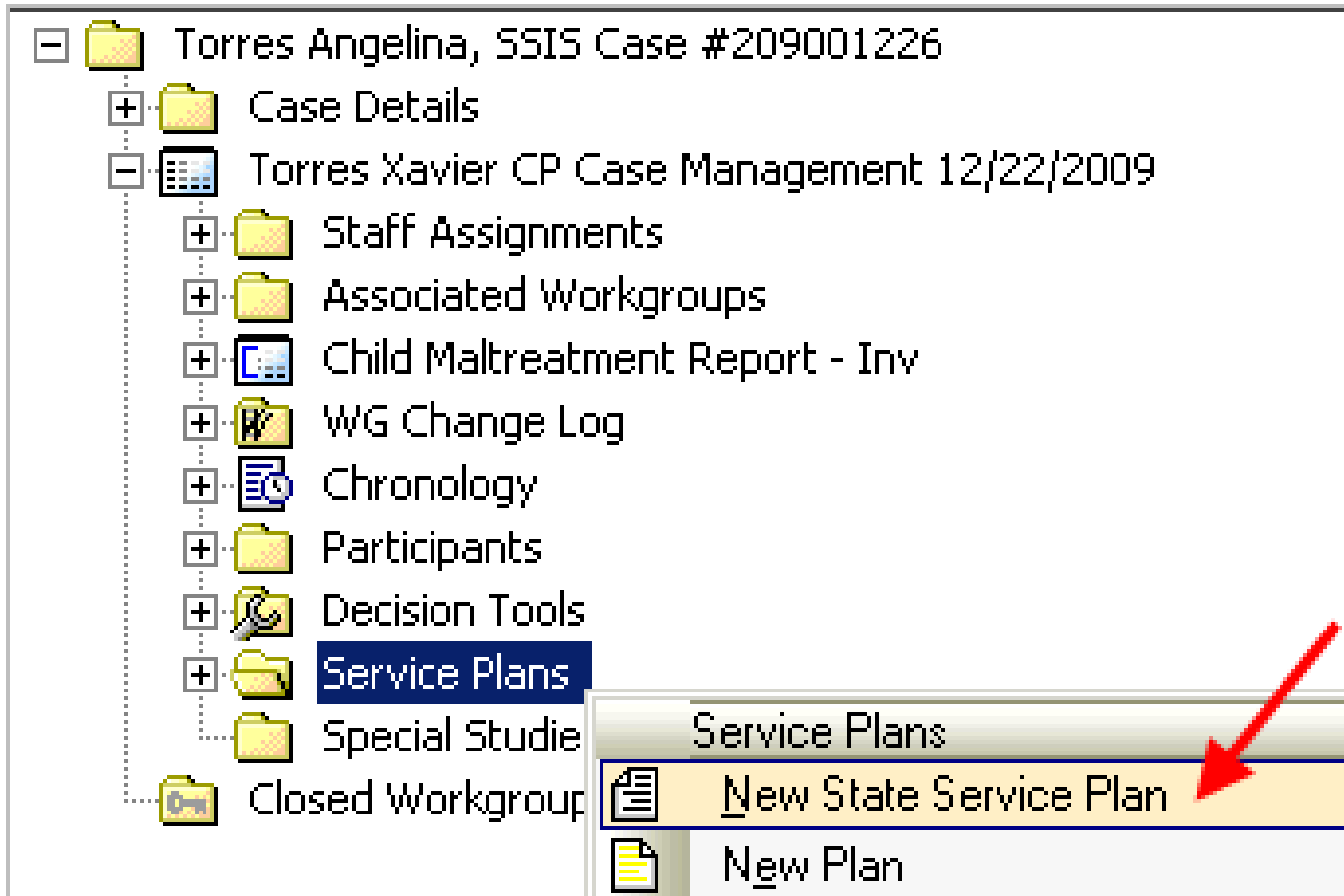 Torres Angelina, SSIS Case #209001226
Case Details
Torres Xavier CP Case Management 12/22/2009
Staff Assignments
Associated Workgroups
Child Maltreatment Report - Inv
WG Change Log
Chronology
Participants
Decision Tools
Service Plans
Special Studie
Service Plans
New State Service Plan
Closed Workgroup
New Plan